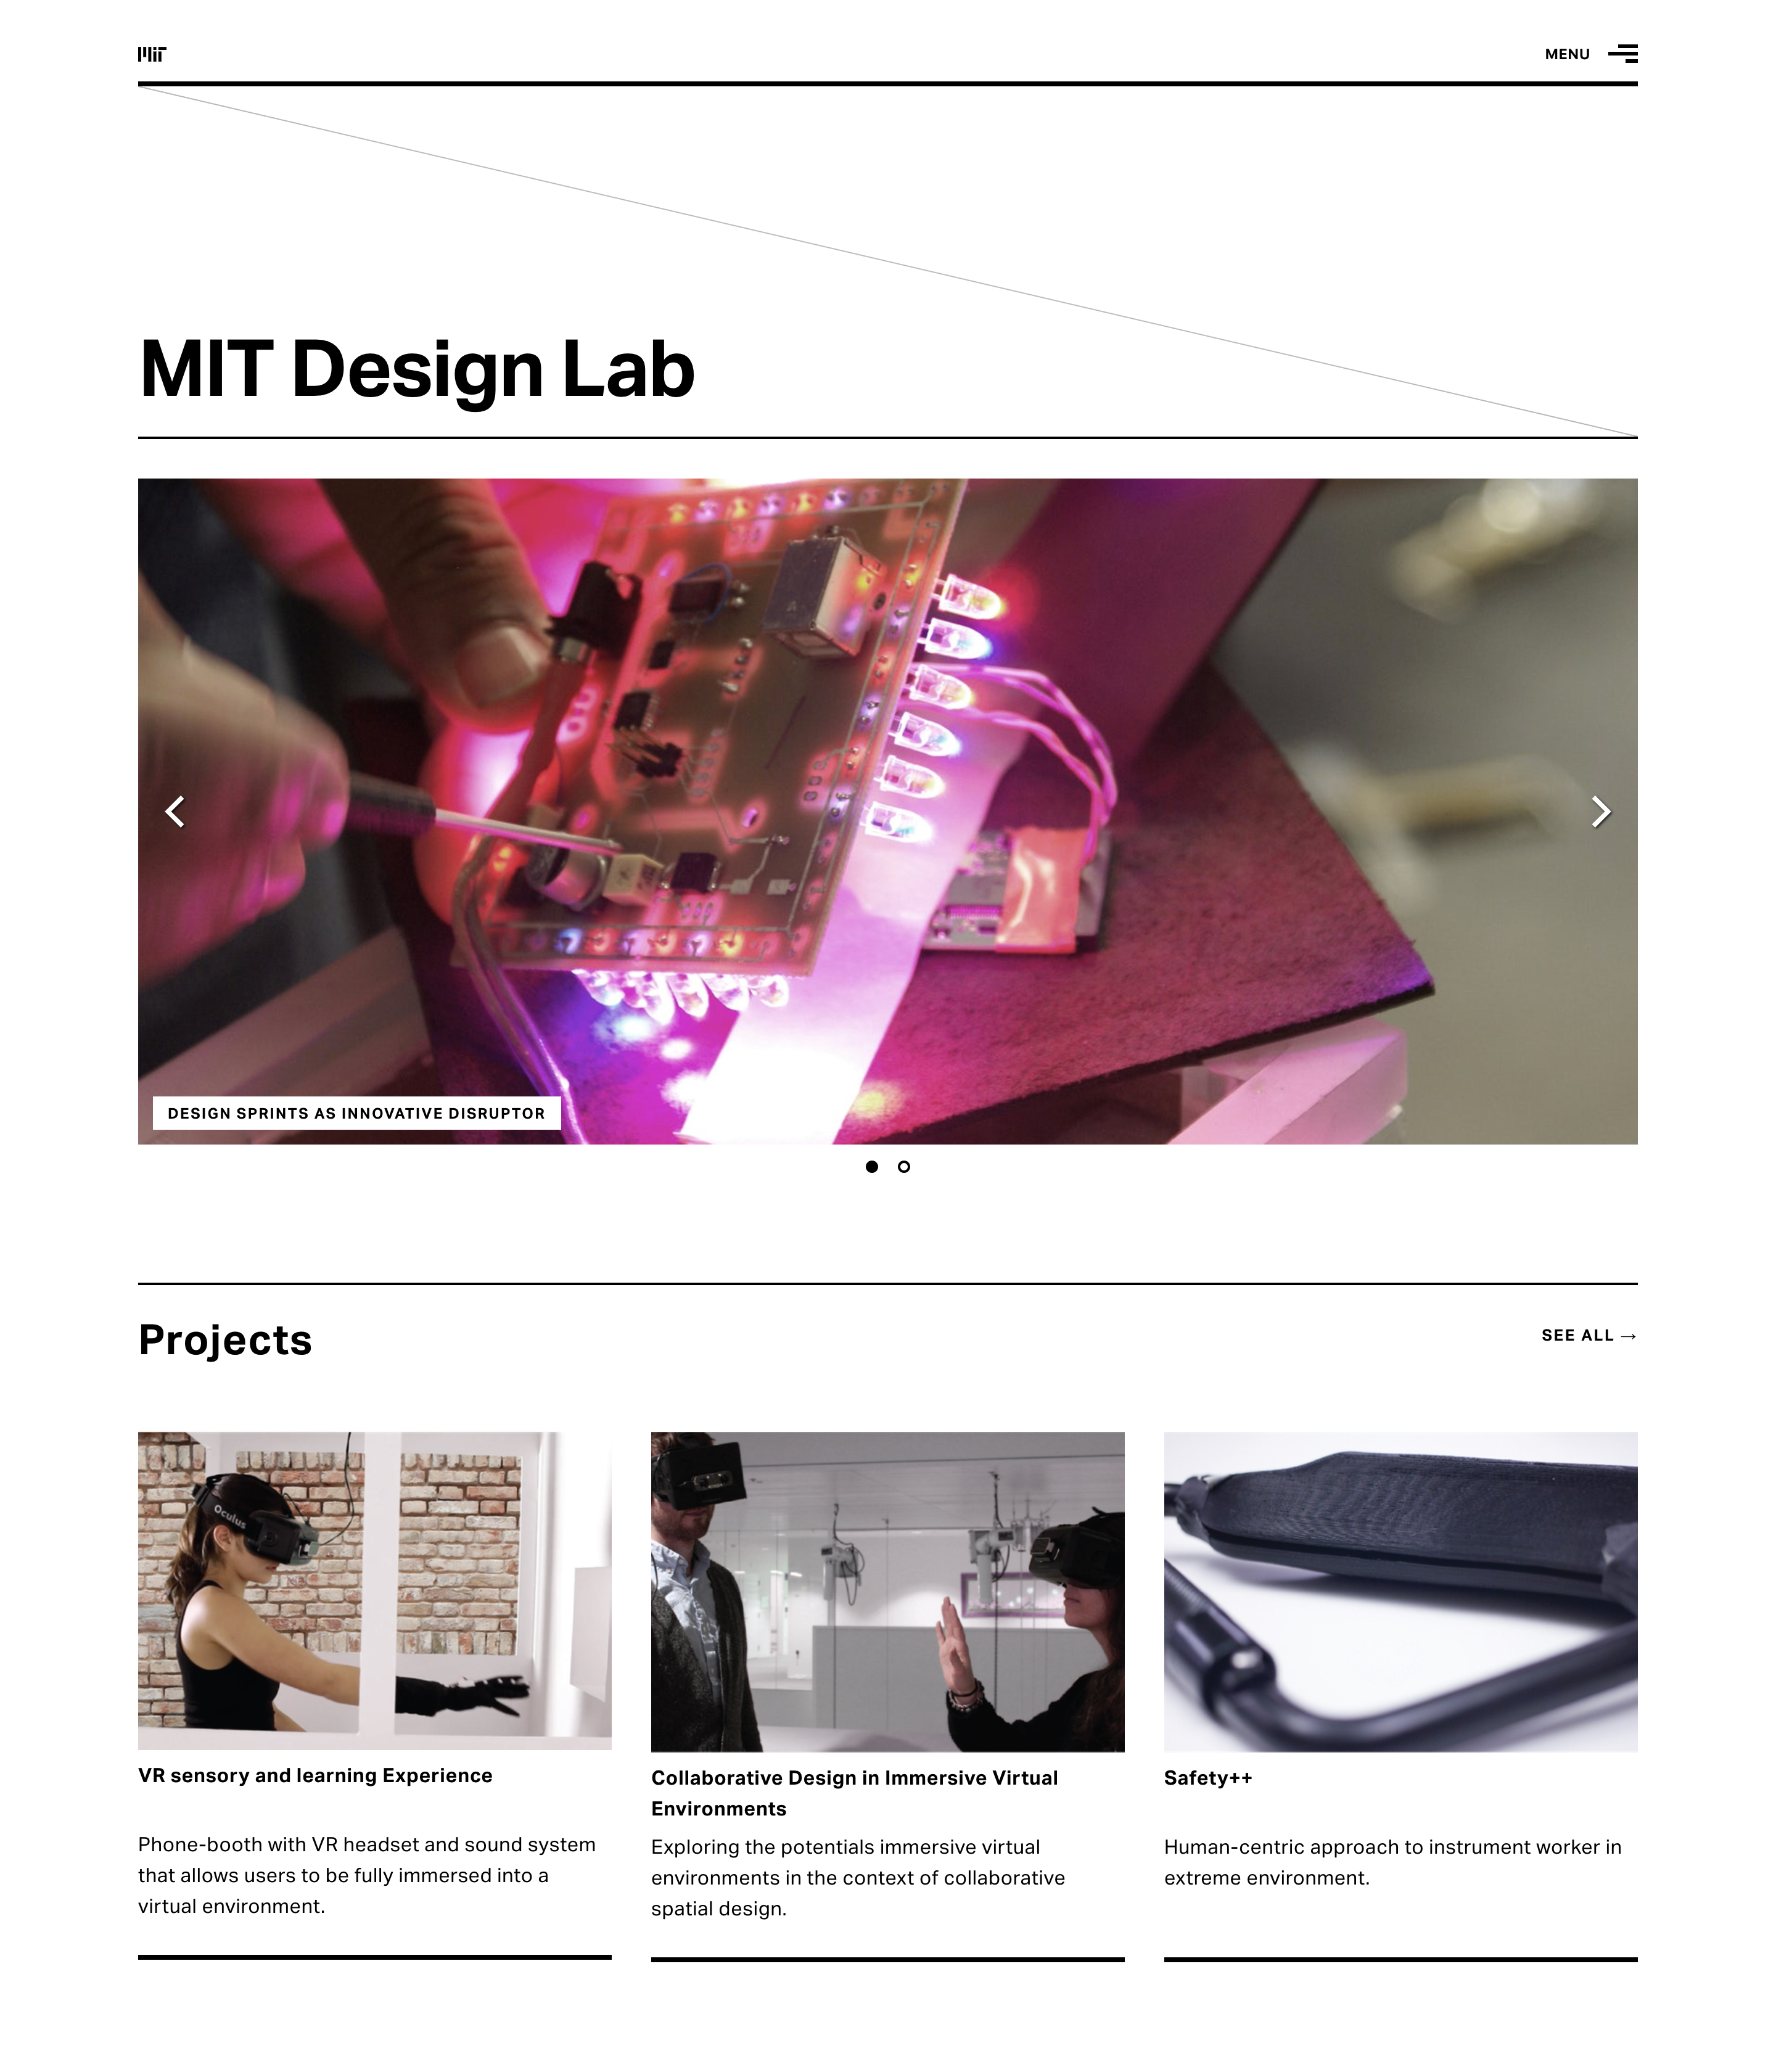 MIT
MENU
MIT Design Lab
DESIGN SPRINTS AS INNOVATIVE DISRUPTOR
Projects
SEE ALL →
Oculus
VR sensory and learning Experience
Phone-booth with VR headset and sound system
that allows users to be fully immersed into a
virtual environment.
Collaborative Design in Immersive Virtual
Environments
Exploring the potentials immersive virtual
environments in the context of collaborative
spatial design.
Safety++
Human-centric approach to instrument worker in
extreme environment.